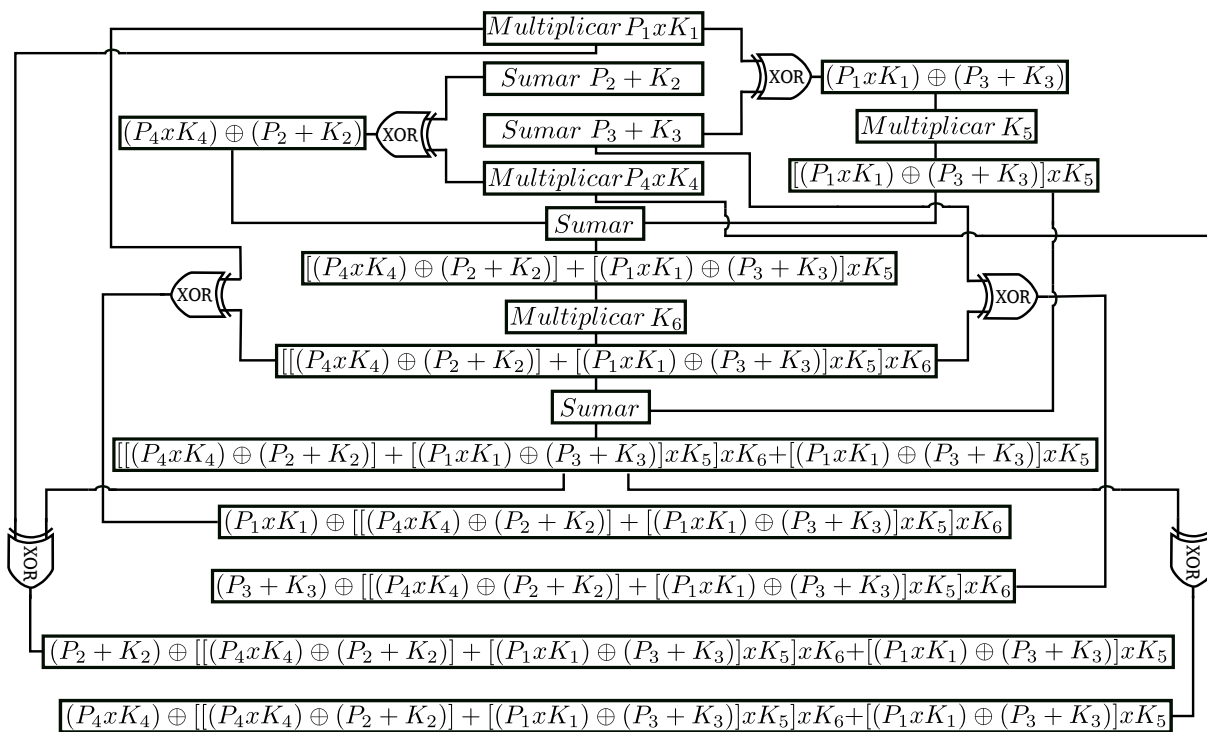 Multiplicar P₁xK₁
XOR
(P₁xK₁) ⊕ (P₃ + K₃)
Sumar P₂ + K₂
(P₄xK₄) ⊕ (P₂ + K₂)
XOR
Sumar P₃ + K₃
Multiplicar K₅
MultiplicarP₄xK₄
[(P₁xK₁) ⊕ (P₃ + K₃)]xK₅
Sumar
[(P₄xK₄) ⊕ (P₂ + K₂)] + [(P₁xK₁) ⊕ (P₃ + K₃)]xK₅
XOR
XOR
Multiplicar K₆
[[(P₄xK₄) ⊕ (P₂ + K₂)] + [(P₁xK₁) ⊕ (P₃ + K₃)]xK₅]xK₆
Sumar
[[(P₄xK₄) ⊕ (P₂ + K₂)] + [(P₁xK₁) ⊕ (P₃ + K₃)]xK₅]xK₆+[(P₁xK₁) ⊕ (P₃ + K₃)]xK₅
(P₁xK₁) ⊕ [[(P₄xK₄) ⊕ (P₂ + K₂)] + [(P₁xK₁) ⊕ (P₃ + K₃)]xK₅]xK₆
XOR
XOR
(P₃ + K₃) ⊕ [[(P₄xK₄) ⊕ (P₂ + K₂)] + [(P₁xK₁) ⊕ (P₃ + K₃)]xK₅]xK₆
(P₂ + K₂) ⊕ [[(P₄xK₄) ⊕ (P₂ + K₂)] + [(P₁xK₁) ⊕ (P₃ + K₃)]xK₅]xK₆+[(P₁xK₁) ⊕ (P₃ + K₃)]xK₅
(P₄xK₄) ⊕ [[(P₄xK₄) ⊕ (P₂ + K₂)] + [(P₁xK₁) ⊕ (P₃ + K₃)]xK₅]xK₆+[(P₁xK₁) ⊕ (P₃ + K₃)]xK₅